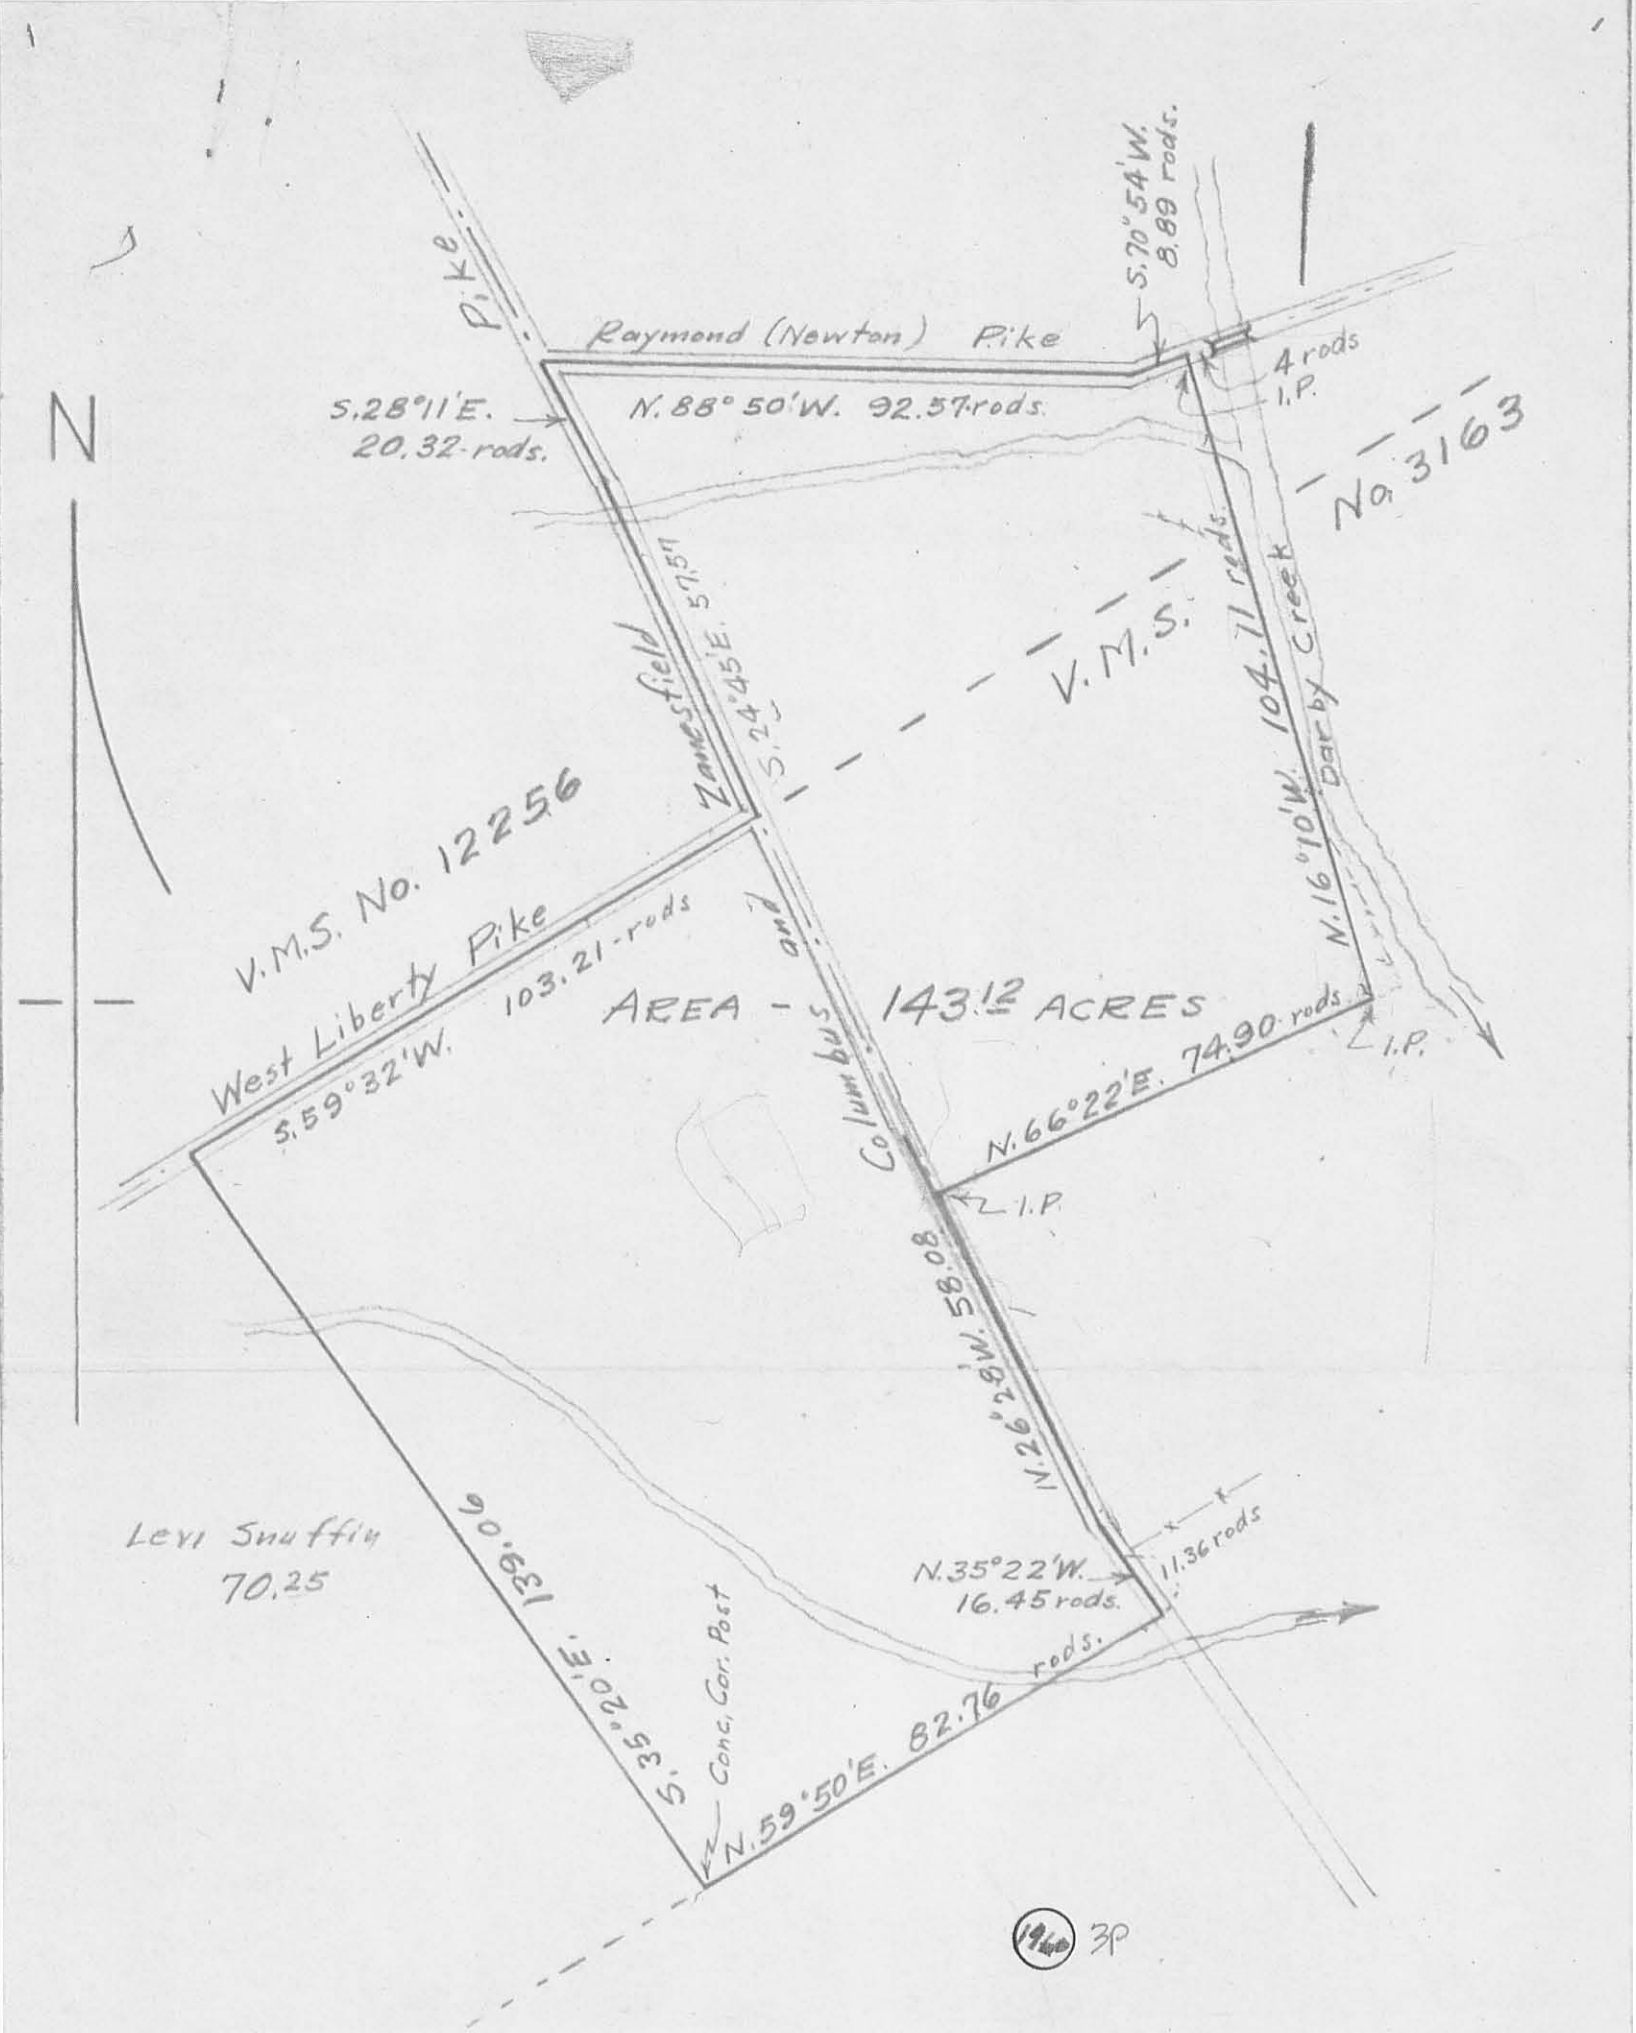 S.70°54'W.
8.89 rods.
Pike
Raymond (Newton) Pike
4 rods
I.P.
S.28°11'E.
20.32 rods.
N.88°50'W. 92.57 rods.
N
No. 3163
V.M.S.
S.24°45'E. 57.57
Zanesfield
104.71 rods
N.16°10'W.
Darby Creek
V.M.S. No. 12256
West Liberty Pike
S.59°32'W. 103.21-rods
and
AREA - 143.12 ACRES
Columbus
N.66°22'E. 74.90 rods
I.P.
I.P.
N.26°28'W. 58.08
Levi Snuffin
70.25
S.35°20'E. 139.06
Conc. Cor. Post
N.35°22'W.
16.45 rods.
11.36 rods
N.59°50'E. 82.76 rods.
3P